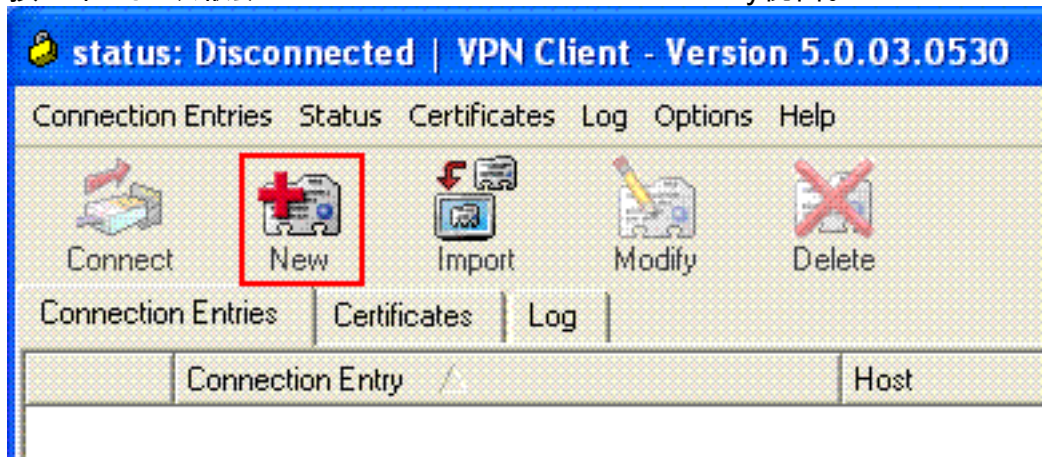 status: Disconnected | VPN Client - Version 5.0.03.0530
Connection Entries Status Certificates Log Options Help
Connect New Import Modify Delete
Connection Entries Certificates Log
Connection Entry Host